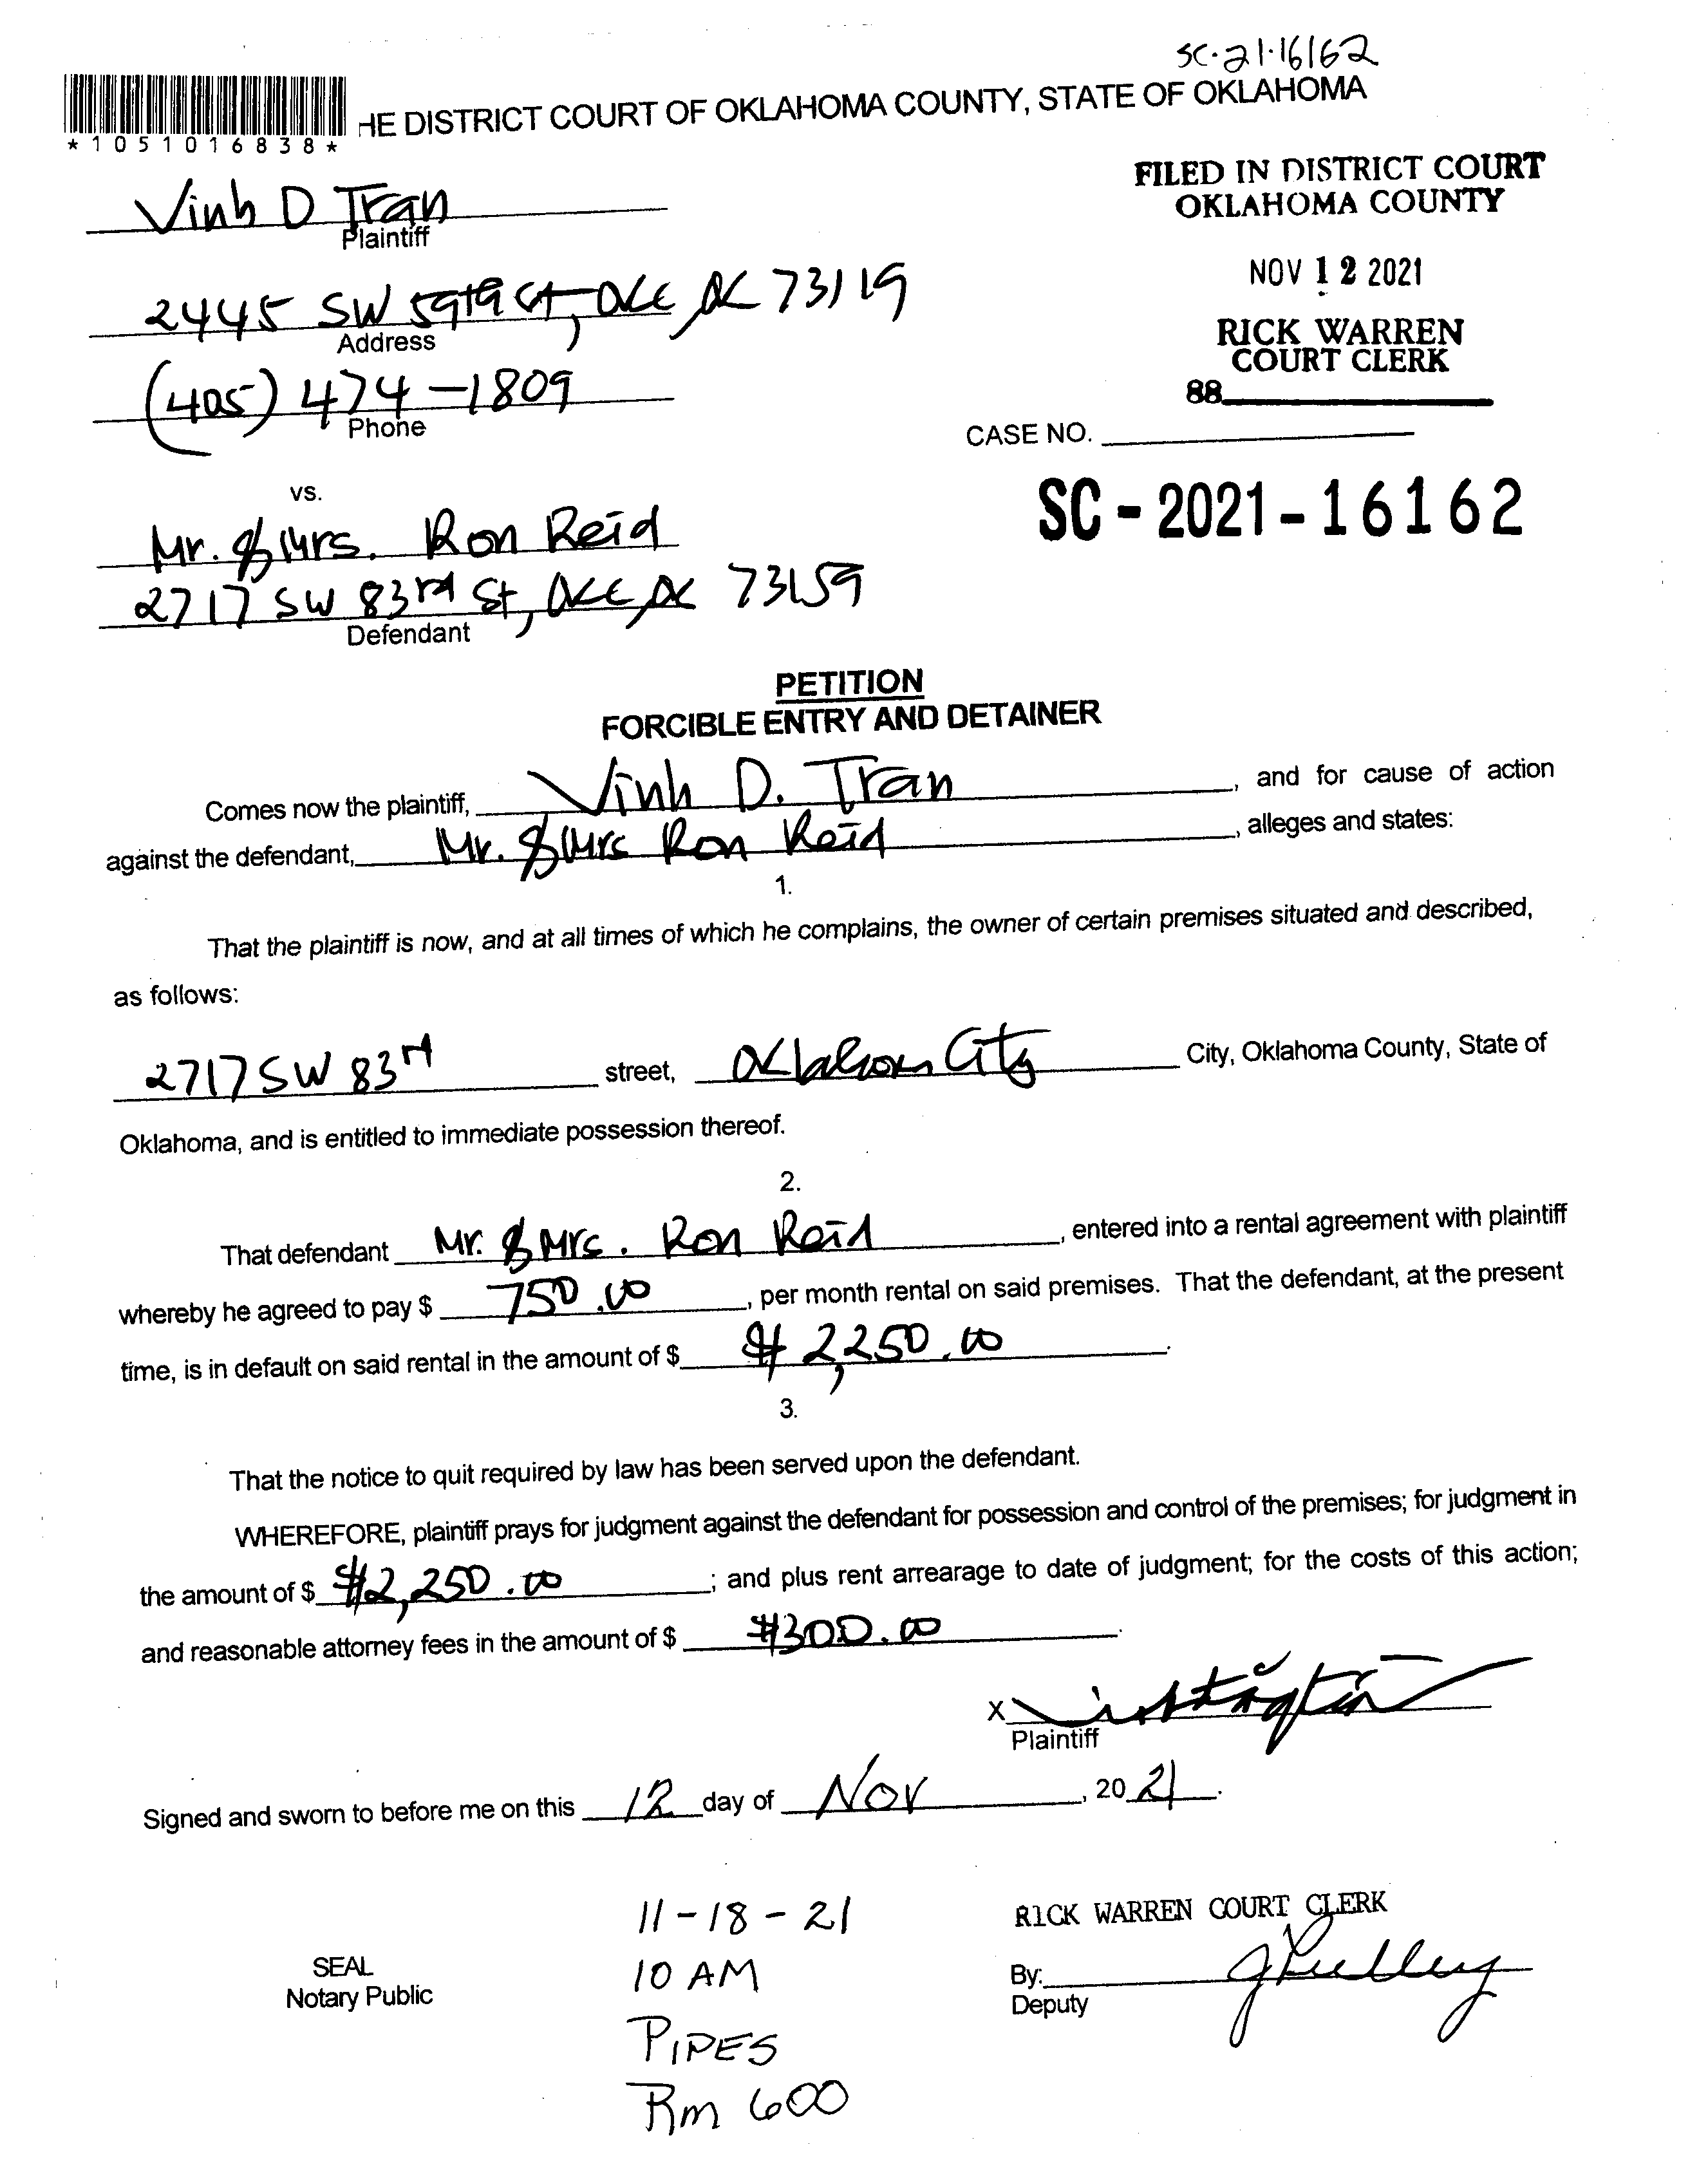 SC-21-16162
HE DISTRICT COURT OF OKLAHOMA COUNTY, STATE OF OKLAHOMA
*1051016838*
FILED IN DISTRICT COURT
OKLAHOMA COUNTY
Vinh D Tran
Plaintiff
NOV 12 2021
2445 SW 59th St, OKC, OK 73119
Address
RICK WARREN
COURT CLERK
88
(405) 474-1809
Phone
CASE NO.
vs.
SC-2021-16162
Mr. & Mrs. Ron Reid
2717 SW 83rd St, OKC, OK 73159
Defendant
PETITION
FORCIBLE ENTRY AND DETAINER
Comes now the plaintiff, Vinh D. Tran, and for cause of action
against the defendant, Mr. & Mrs Ron Reid, alleges and states:
1.
That the plaintiff is now, and at all times of which he complains, the owner of certain premises situated and described,
as follows:
2717 SW 83rd street, Oklahom City City, Oklahoma County, State of
Oklahoma, and is entitled to immediate possession thereof.
2.
That defendant Mr. & Mrs. Ron Reid, entered into a rental agreement with plaintiff
whereby he agreed to pay $ 750.00, per month rental on said premises. That the defendant, at the present
time, is in default on said rental in the amount of $ $2,250.00.
3.
That the notice to quit required by law has been served upon the defendant.
WHEREFORE, plaintiff prays for judgment against the defendant for possession and control of the premises; for judgment in
the amount of $ $2,250.00; and plus rent arrearage to date of judgment; for the costs of this action;
and reasonable attorney fees in the amount of $ $300.00.
X
Plaintiff
Signed and sworn to before me on this 12 day of Nov, 20 21.
11-18-21
RICK WARREN COURT CLERK
SEAL
10 AM
By:
Notary Public
Deputy
PIPES
Rm 600